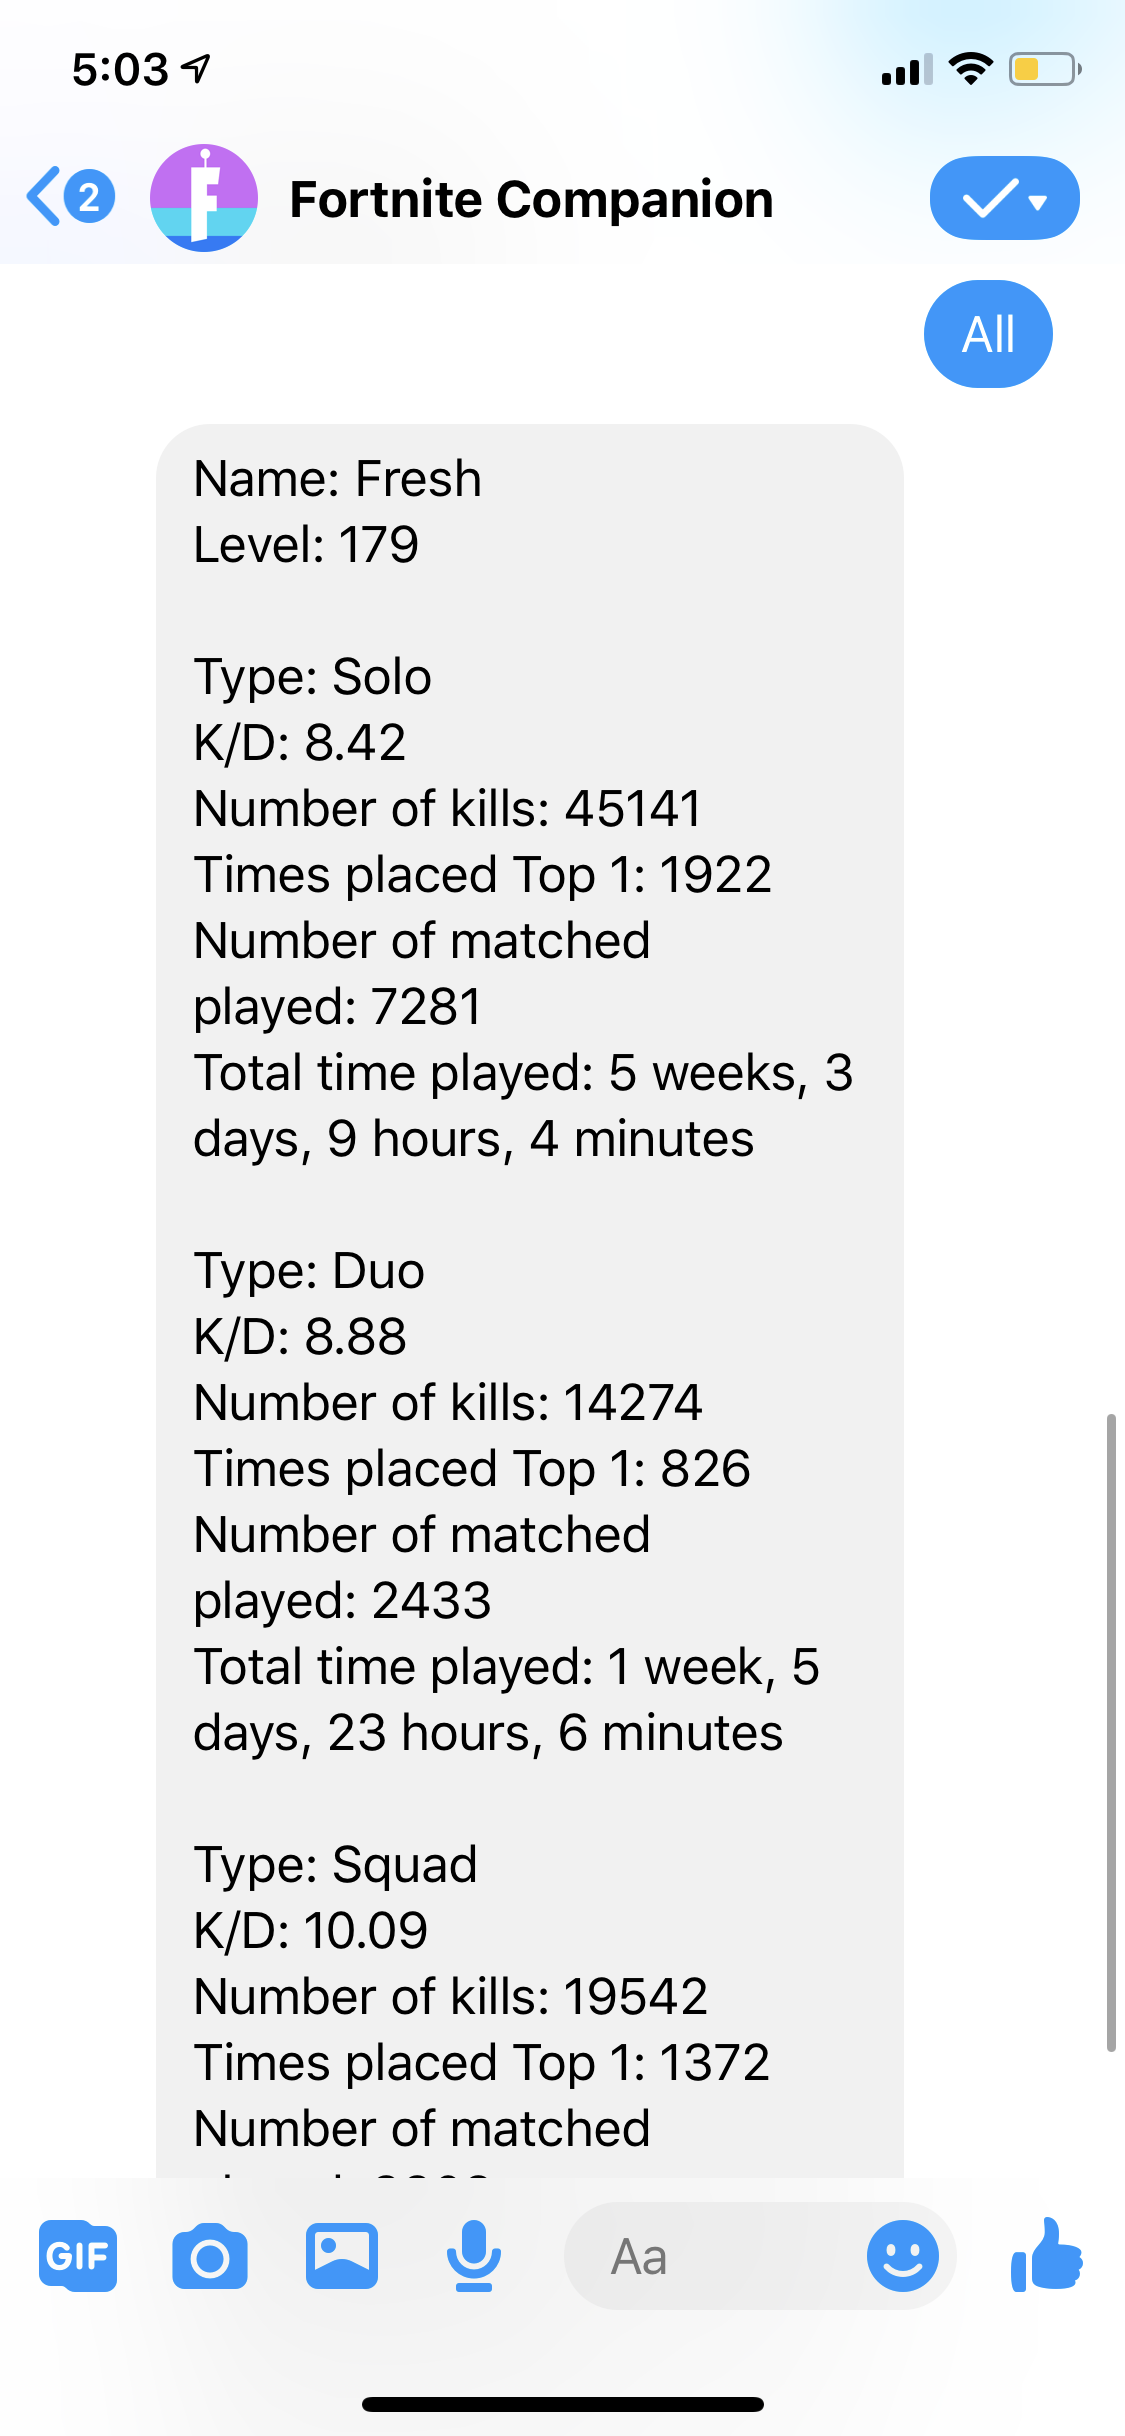 5:03
2
Fortnite Companion
All
Name: Fresh
Level: 179
Type: Solo
K/D: 8.42
Number of kills: 45141
Times placed Top 1: 1922
Number of matched
played: 7281
Total time played: 5 weeks, 3
days, 9 hours, 4 minutes
Type: Duo
K/D: 8.88
Number of kills: 14274
Times placed Top 1: 826
Number of matched
played: 2433
Total time played: 1 week, 5
days, 23 hours, 6 minutes
Type: Squad
K/D: 10.09
Number of kills: 19542
Times placed Top 1: 1372
Number of matched
GIF
Aa